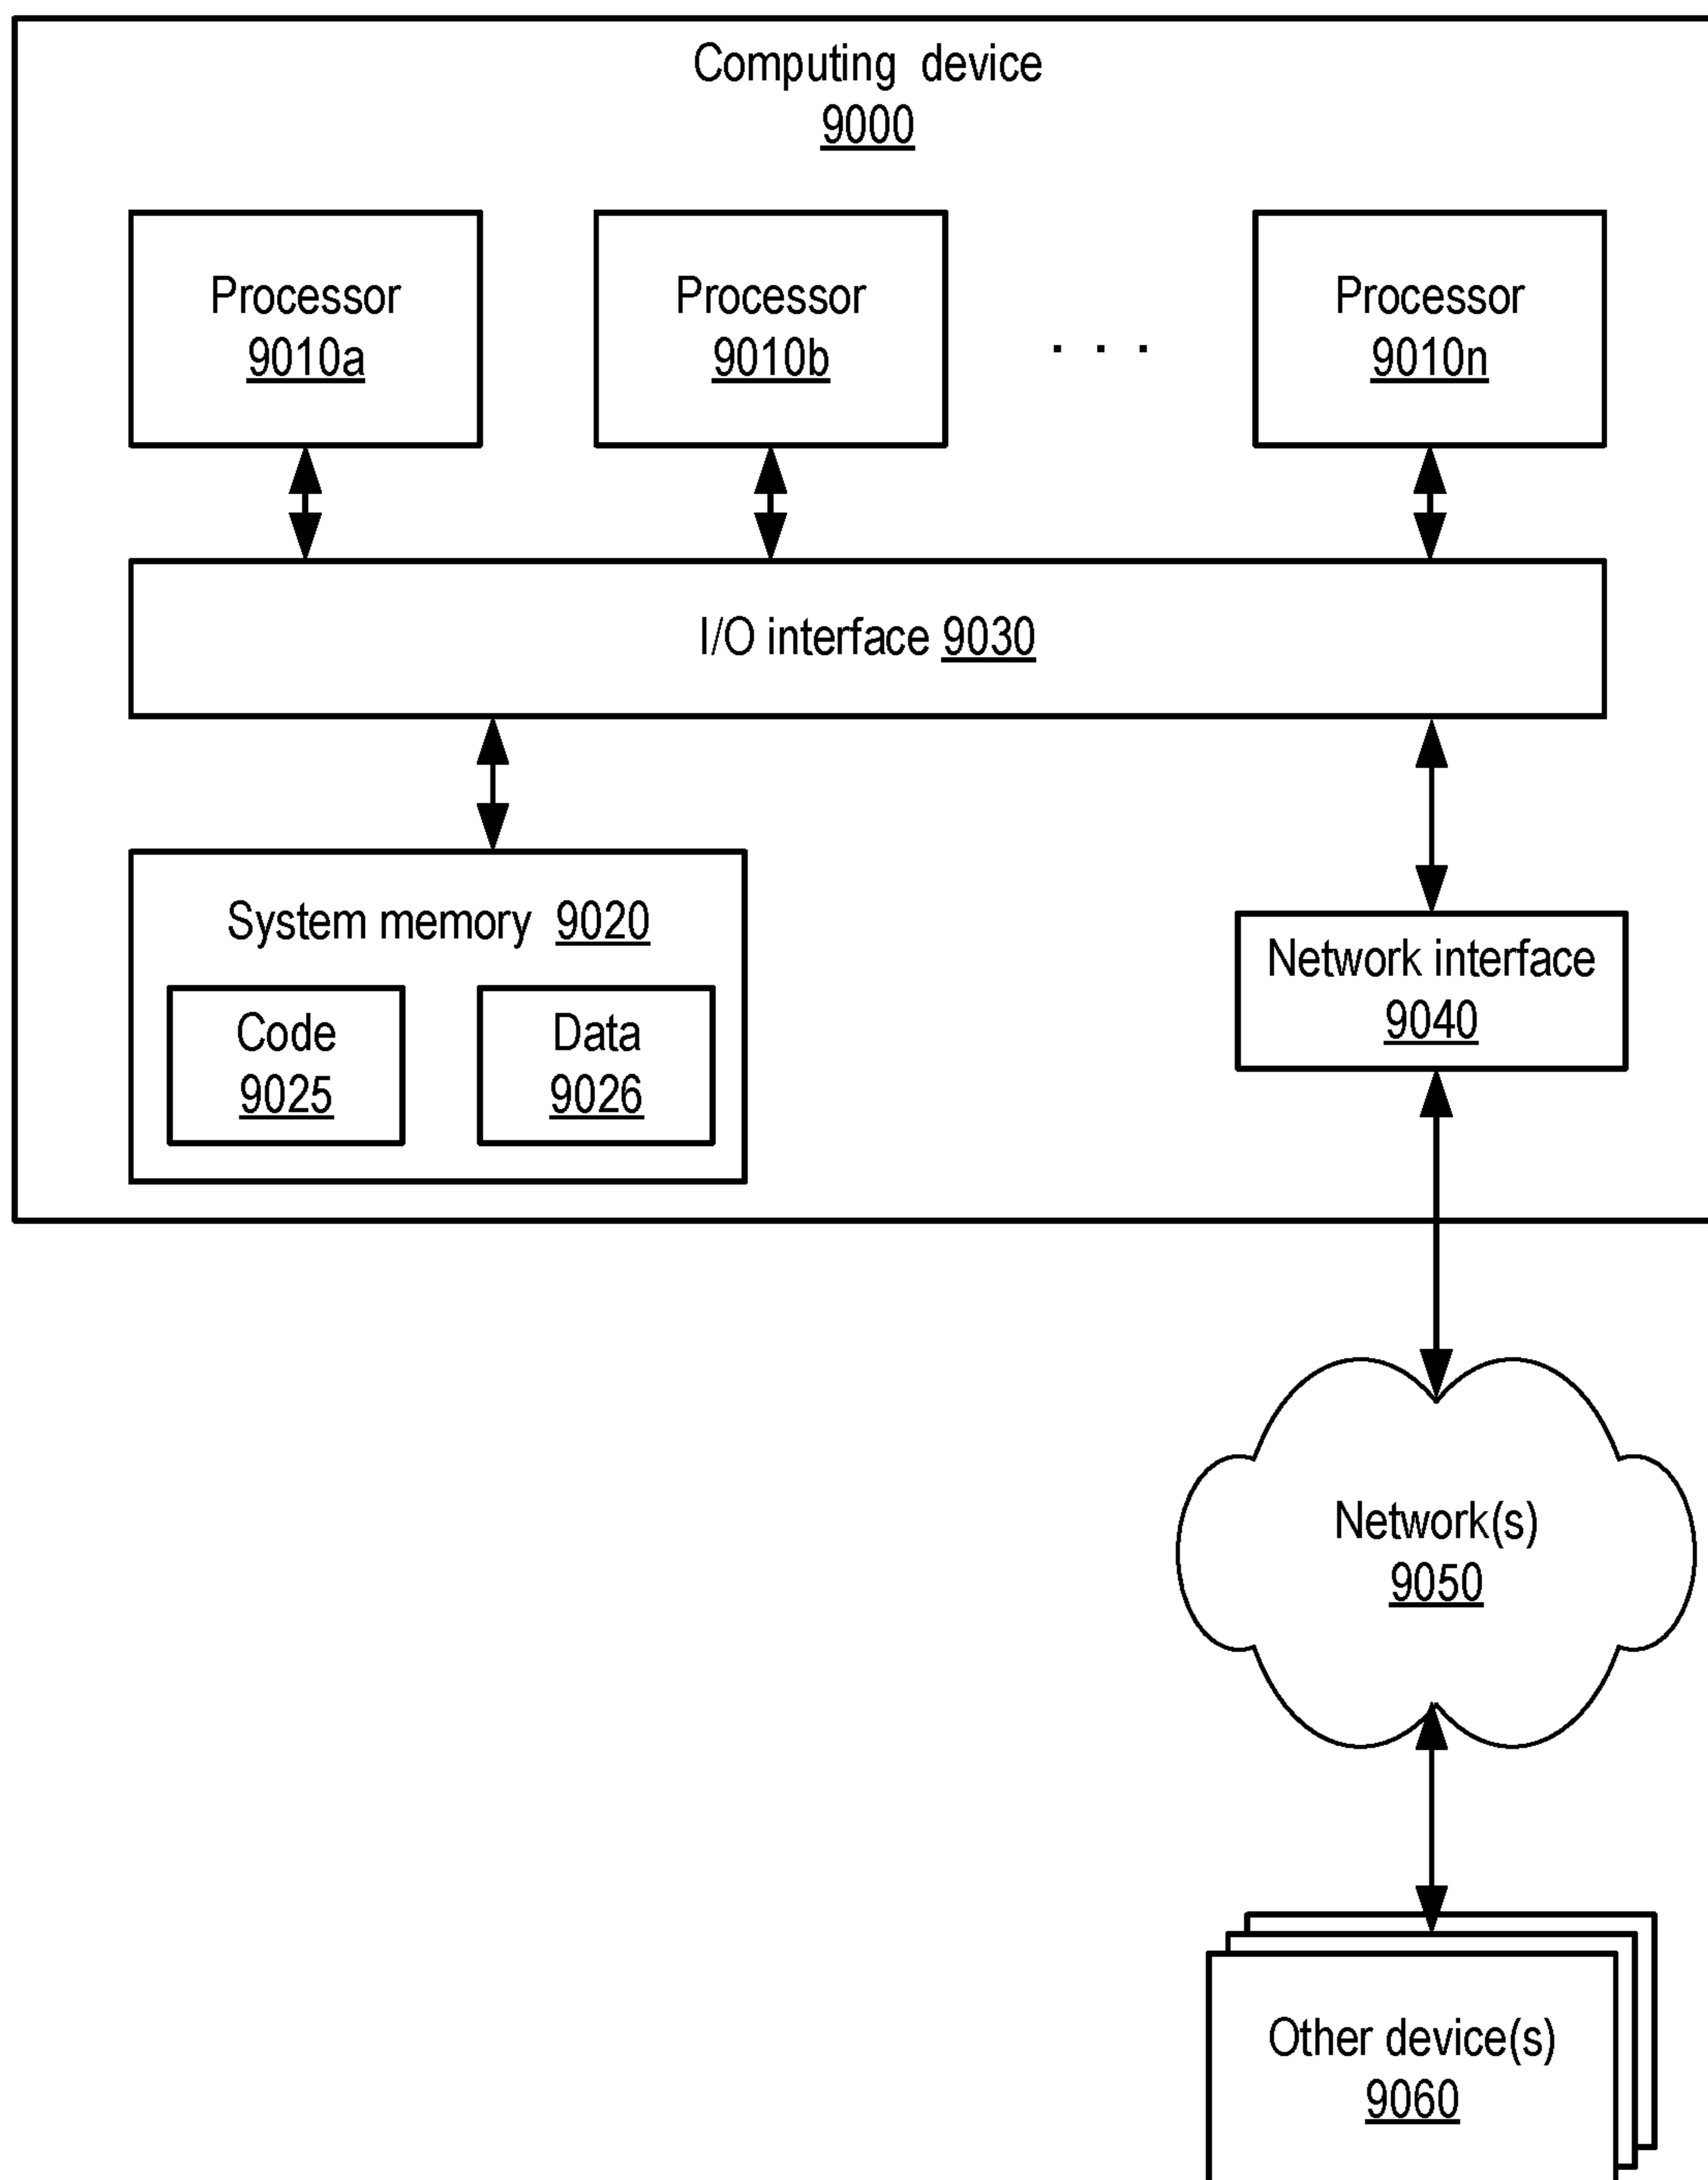 Computing device
9000
Processor
9010a
Processor
9010b
. . .
Processor
9010n
I/O interface 9030
System memory 9020
Code
9025
Data
9026
Network interface
9040
Network(s)
9050
Other device(s)
9060